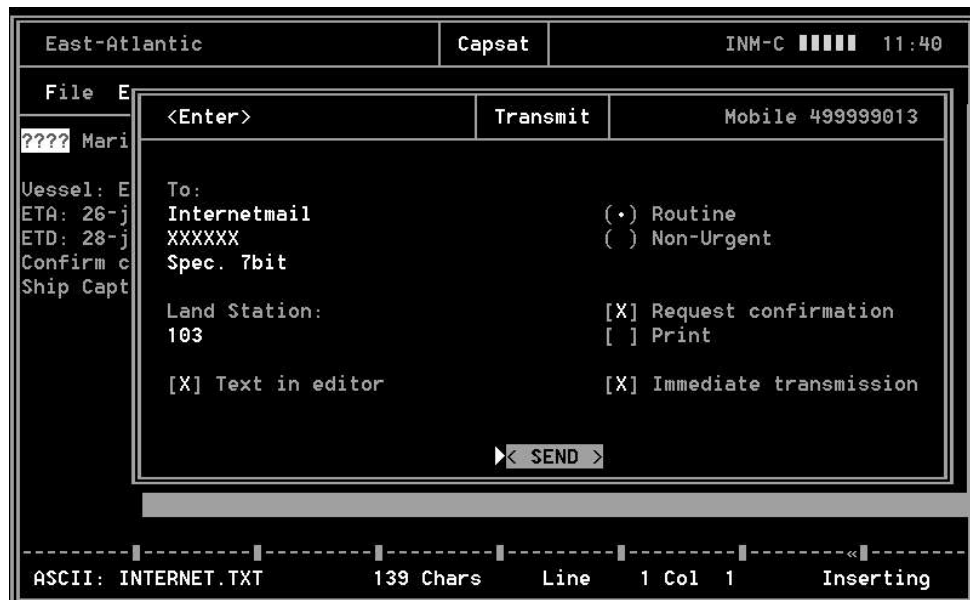 East-Atlantic Capsat INM-C 11:40
File E
<Enter> Transmit Mobile 499999013
???? Mari
Vessel: E
To:
ETA: 26-j
Internetmail
(•) Routine
ETD: 28-j
XXXXXX
( ) Non-Urgent
Confirm c
Spec. 7bit
Ship Capt
Land Station:
[X] Request confirmation
103
[ ] Print
[X] Text in editor
[X] Immediate transmission
< SEND >
ASCII: INTERNET.TXT 139 Chars Line 1 Col 1 Inserting